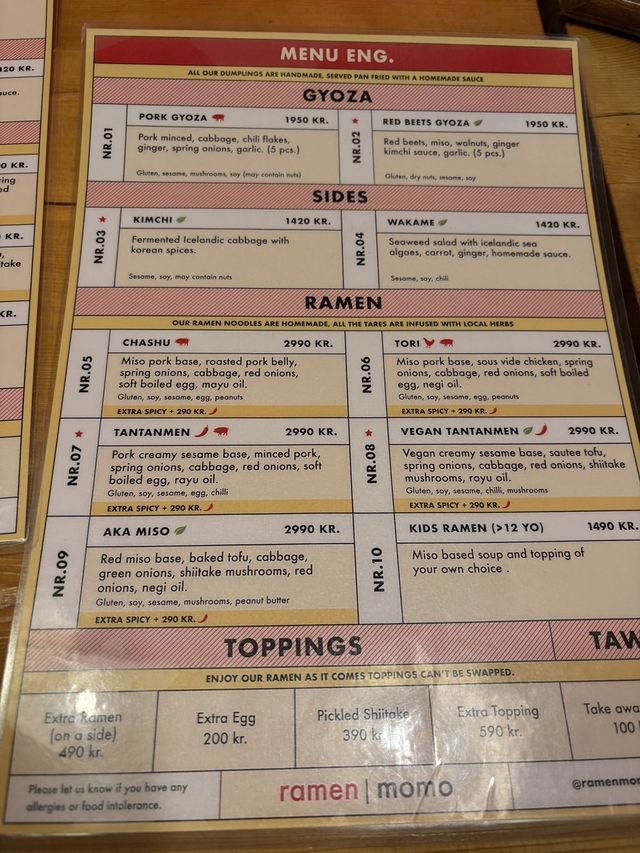 MENU ENG.
ALL OUR DUMPLINGS ARE HANDMADE, SERVED PAN FRIED WITH A HOMEMADE SAUCE
GYOZA
NR.01
PORK GYOZA 1950 KR.
Pork minced, cabbage, chili flakes,
ginger, spring onions, garlic. (5 pcs.)
Gluten, sesame, mushrooms, soy (may contain nuts)
NR.02
RED BEETS GYOZA 1950 KR.
Red beets, miso, walnuts, ginger
kimchi sauce, garlic. (5 pcs.)
Gluten, dry nuts, sesame, soy
SIDES
NR.03
KIMCHI 1420 KR.
Fermented Icelandic cabbage with
korean spices.
Sesame, soy, may contain nuts
NR.04
WAKAME 1420 KR.
Seaweed salad with icelandic sea
algaes, carrot, ginger, homemade sauce.
Sesame, soy, chili
RAMEN
OUR RAMEN NOODLES ARE HOMEMADE, ALL THE TARES ARE INFUSED WITH LOCAL HERBS
NR.05
CHASHU 2990 KR.
Miso pork base, roasted pork belly,
spring onions, cabbage, red onions,
soft boiled egg, mayu oil.
Gluten, soy, sesame, egg, peanuts
EXTRA SPICY + 290 KR.
NR.06
TORI 2990 KR.
Miso pork base, sous vide chicken, spring
onions, cabbage, red onions, soft boiled
egg, negi oil.
Gluten, soy, sesame, egg, peanuts
EXTRA SPICY + 290 KR.
NR.07
TANTANMEN 2990 KR.
Pork creamy sesame base, minced pork,
spring onions, cabbage, red onions, soft
boiled egg, rayu oil.
Gluten, soy, sesame, egg, chilli
EXTRA SPICY + 290 KR.
NR.08
VEGAN TANTANMEN 2990 KR.
Vegan creamy sesame base, sautee tofu,
spring onions, cabbage, red onions, shiitake
mushrooms, rayu oil.
Gluten, soy, sesame, chilli, mushrooms
EXTRA SPICY + 290 KR.
NR.09
AKA MISO 2990 KR.
Red miso base, baked tofu, cabbage,
green onions, shiitake mushrooms, red
onions, negi oil.
Gluten, soy, sesame, mushrooms, peanut butter
EXTRA SPICY + 290 KR.
NR.10
KIDS RAMEN (>12 YO) 1490 KR.
Miso based soup and topping of
your own choice .
TOPPINGS
TAW
ENJOY OUR RAMEN AS IT COMES TOPPINGS CAN'T BE SWAPPED.
Extra Ramen
(on a side)
490 kr.
Extra Egg
200 kr.
Pickled Shiitake
390 kr.
Extra Topping
590 kr.
Take awa
100
Please let us know if you have any
allergies or food intolerance.
ramen | momo
@ramenmo